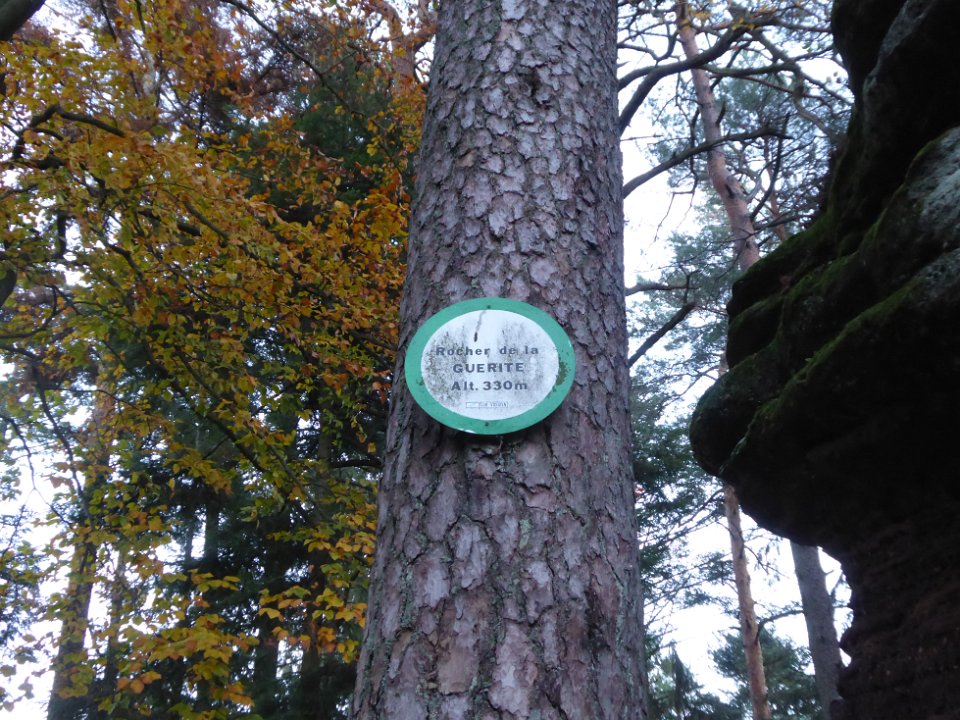 Rocher de la
GUERITE
Alt. 330m